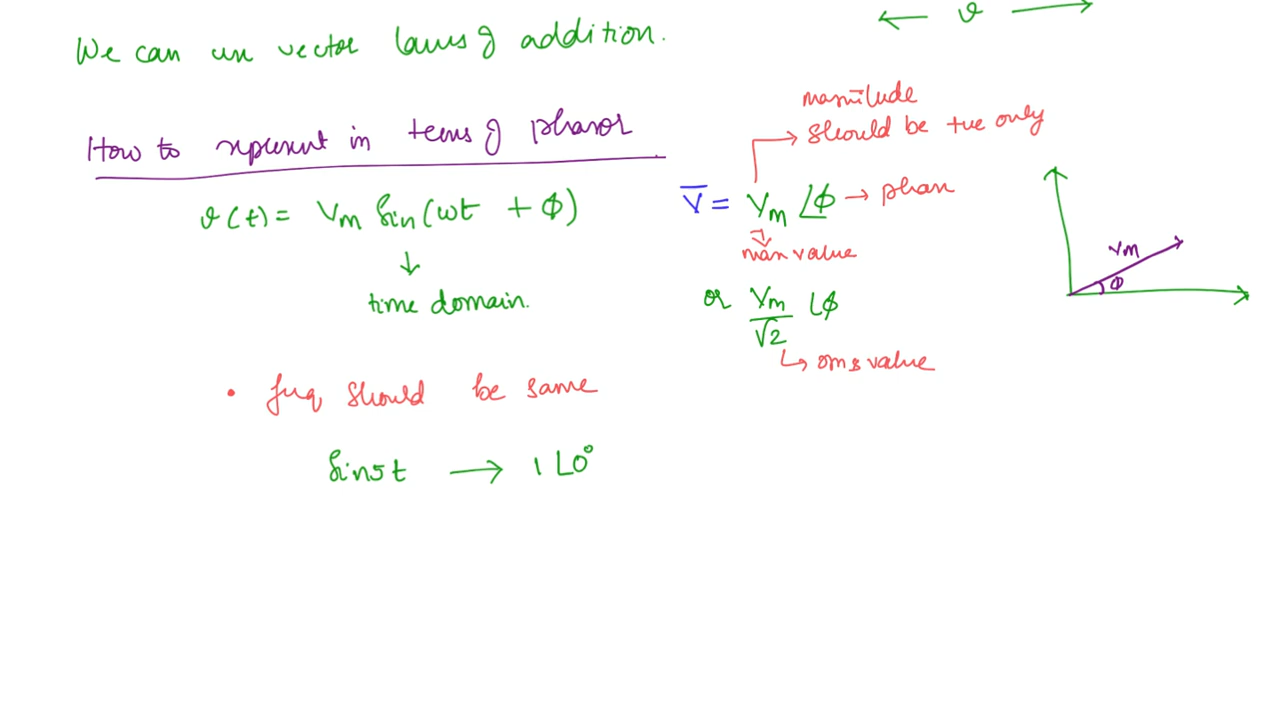 ← v →
We can use vector laws of addition.
How to represent in terms of phasor
magnitude
should be +ve only
v(t) = Vm Sin(ωt + ϕ)
V̅ = Vm ∠ϕ → phase
max value
Vm
ϕ
↓
time domain.
or Vm/√2 ∠ϕ
↳ rms value
• freq should be same
Sin5t → 1∠0°